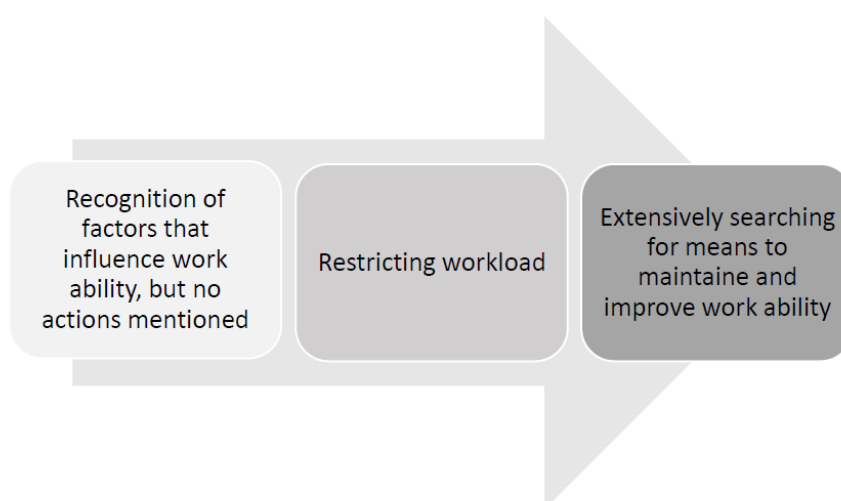 Recognition of
factors that
influence work
ability, but no
actions mentioned
Restricting workload
Extensively searching
for means to
maintaine and
improve work ability